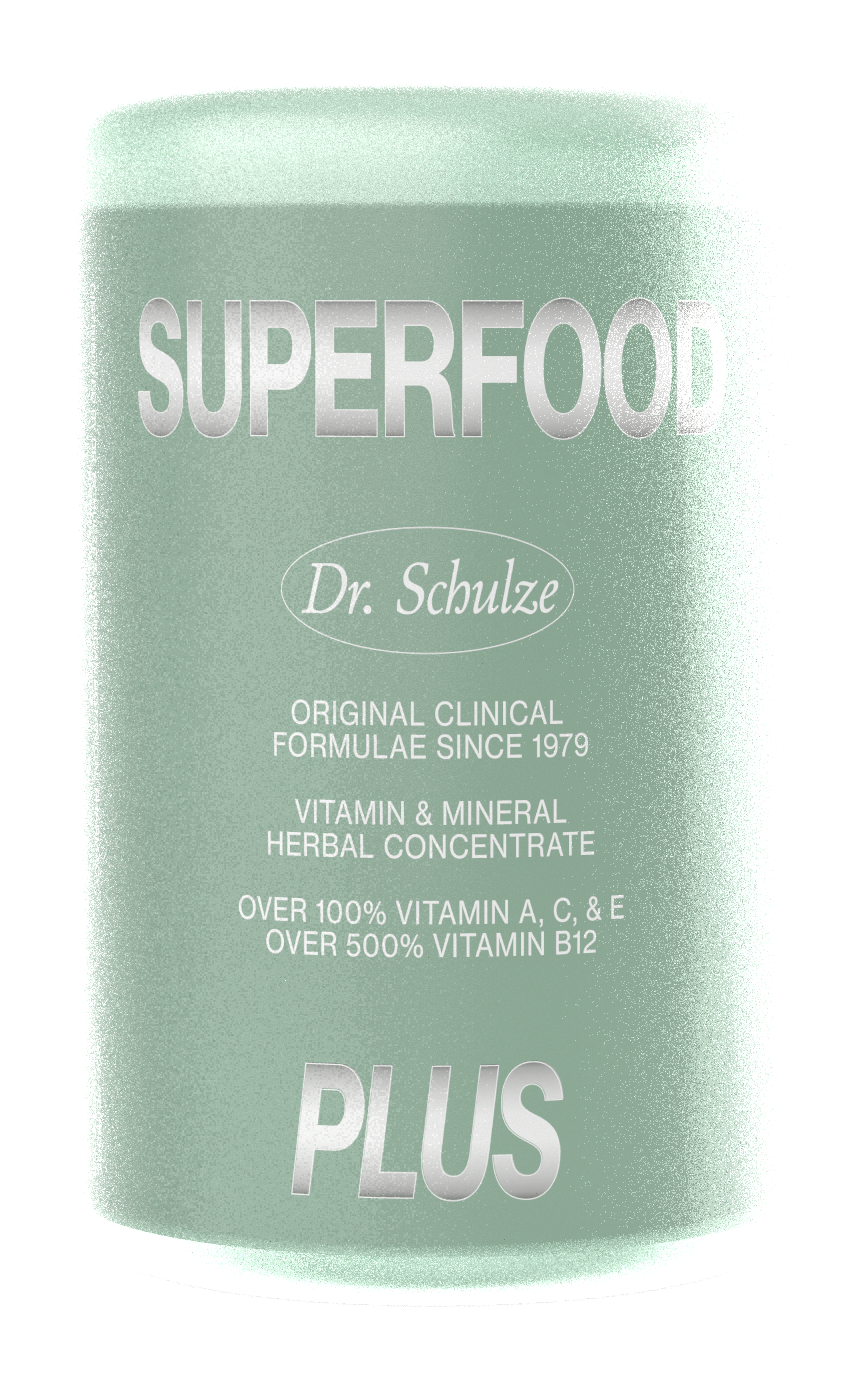 SUPERFOOD
Dr. Schulze
ORIGINAL CLINICAL
FORMULAE SINCE 1979
VITAMIN & MINERAL
HERBAL CONCENTRATE
OVER 100% VITAMIN A, C, & E
OVER 500% VITAMIN B12
PLUS